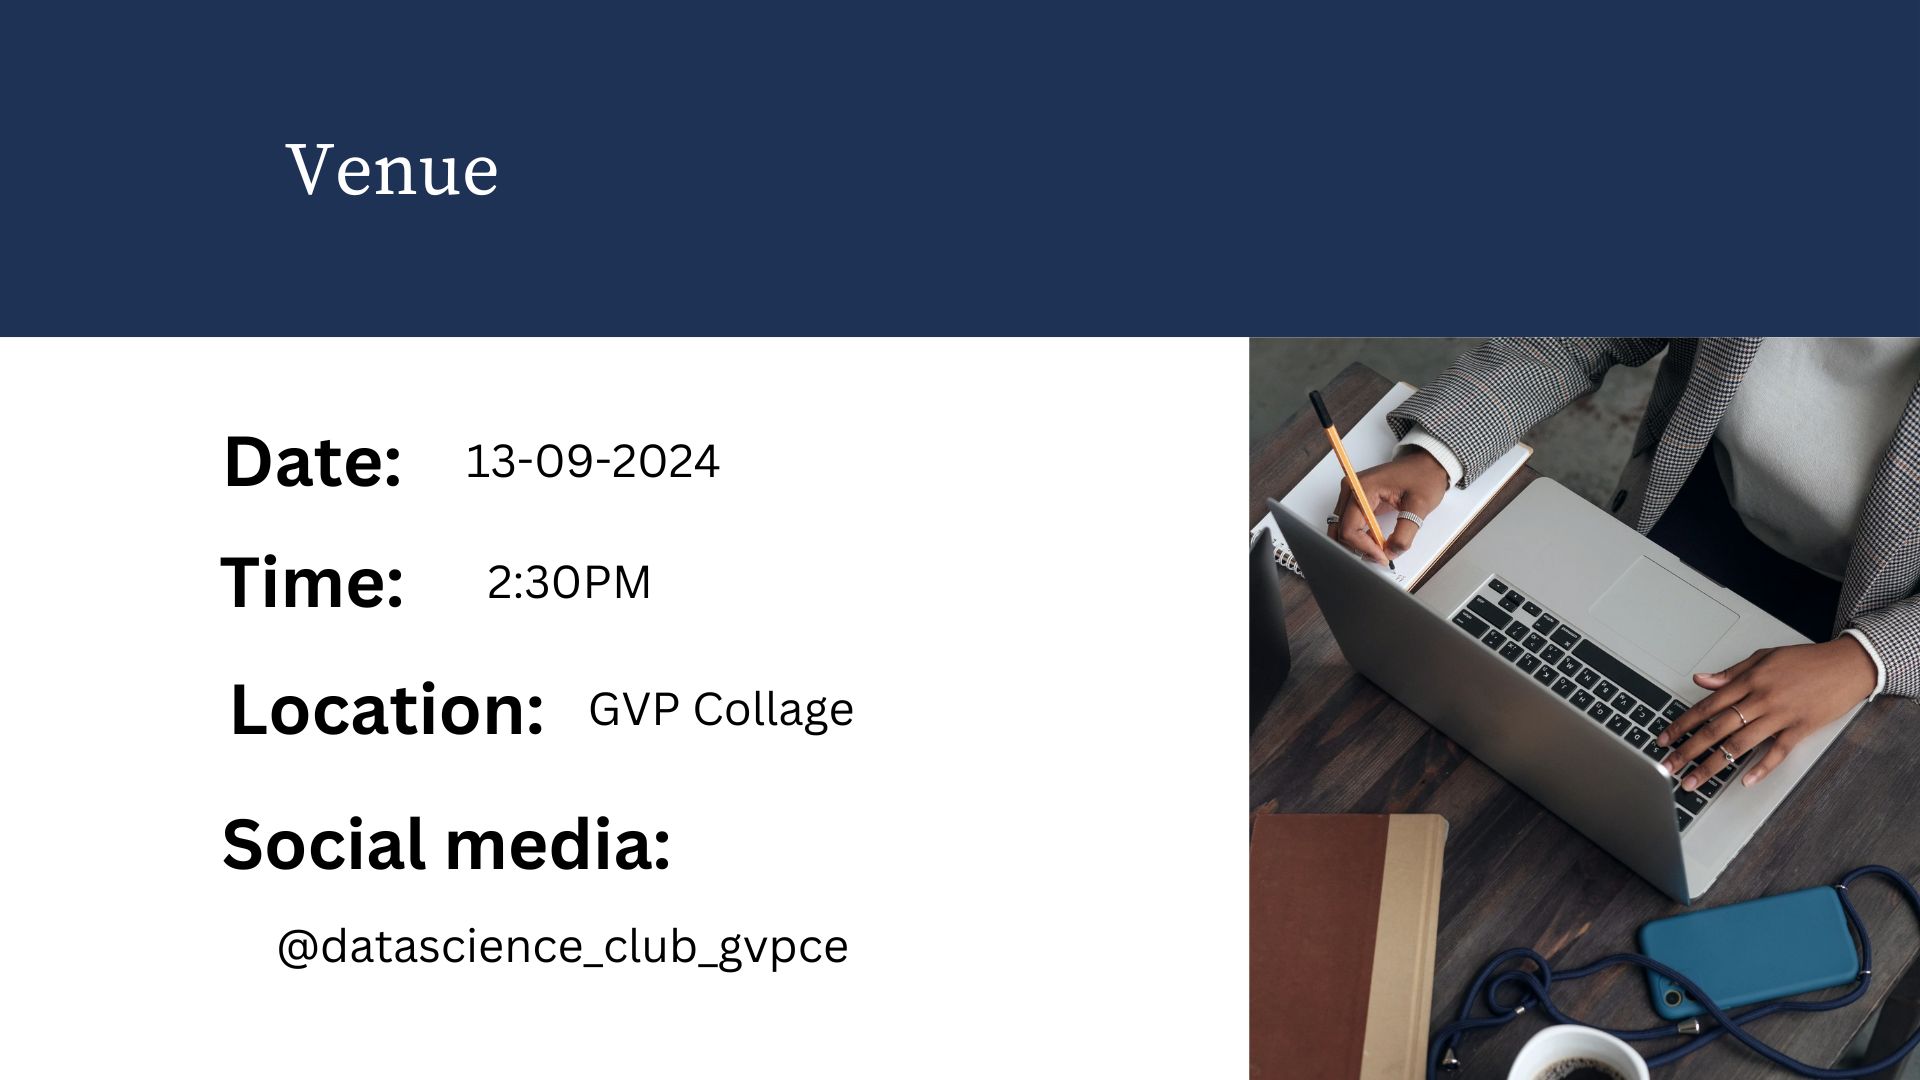 Venue
Date: 13-09-2024
Time: 2:30PM
Location: GVP Collage
Social media:
@datascience_club_gvpce